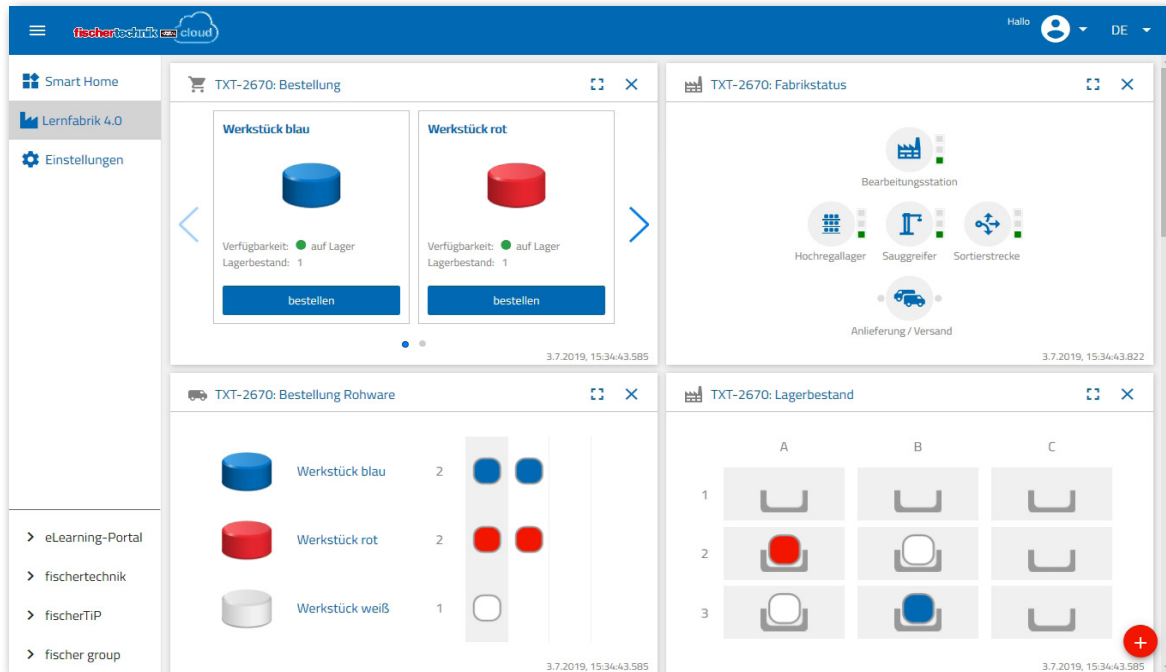 fischertechnik cloud
Hallo
DE
Smart Home
Lernfabrik 4.0
Einstellungen
eLearning-Portal
fischertechnik
fischerTiP
fischer group
TXT-2670: Bestellung
Werkstück blau
Verfügbarkeit: auf Lager
Lagerbestand: 1
bestellen
Werkstück rot
Verfügbarkeit: auf Lager
Lagerbestand: 1
bestellen
3.7.2019, 15:34:43.585
TXT-2670: Fabrikstatus
Bearbeitungsstation
Hochregallager Sauggreifer Sortierstrecke
Anlieferung / Versand
3.7.2019, 15:34:43.822
TXT-2670: Bestellung Rohware
Werkstück blau 2
Werkstück rot 2
Werkstück weiß 1
3.7.2019, 15:34:43.585
TXT-2670: Lagerbestand
A B C
1
2
3
+
3.7.2019, 15:34:43.585